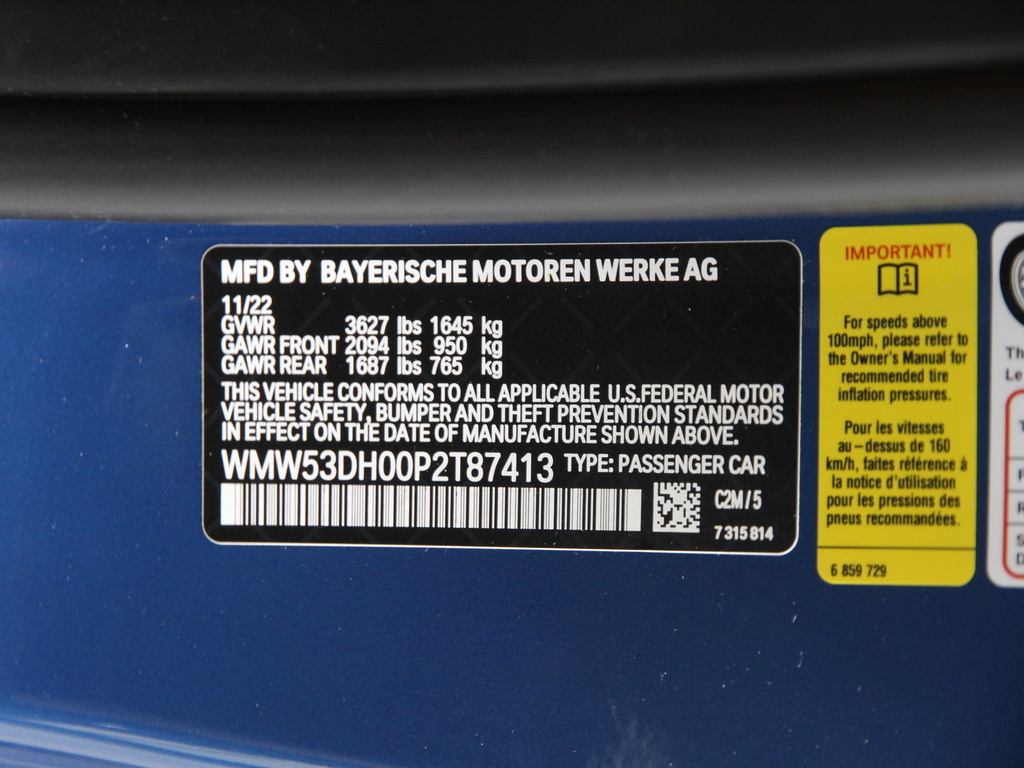 MFD BY BAYERISCHE MOTOREN WERKE AG
11/22
GVWR 3627 lbs 1645 kg
GAWR FRONT 2094 lbs 950 kg
GAWR REAR 1687 lbs 765 kg
THIS VEHICLE CONFORMS TO ALL APPLICABLE U.S.FEDERAL MOTOR
VEHICLE SAFETY, BUMPER AND THEFT PREVENTION STANDARDS
IN EFFECT ON THE DATE OF MANUFACTURE SHOWN ABOVE.
WMW53DH00P2T87413 TYPE: PASSENGER CAR
C2M/5
7 315 814
IMPORTANT!
For speeds above
100mph, please refer to
the Owner's Manual for
recommended tire
inflation pressures.
Pour les vitesses
au-dessus de 160
km/h, faites référence à
la notice d'utilisation
pour les pressions des
pneus recommandées.
6 859 729
Th
Le